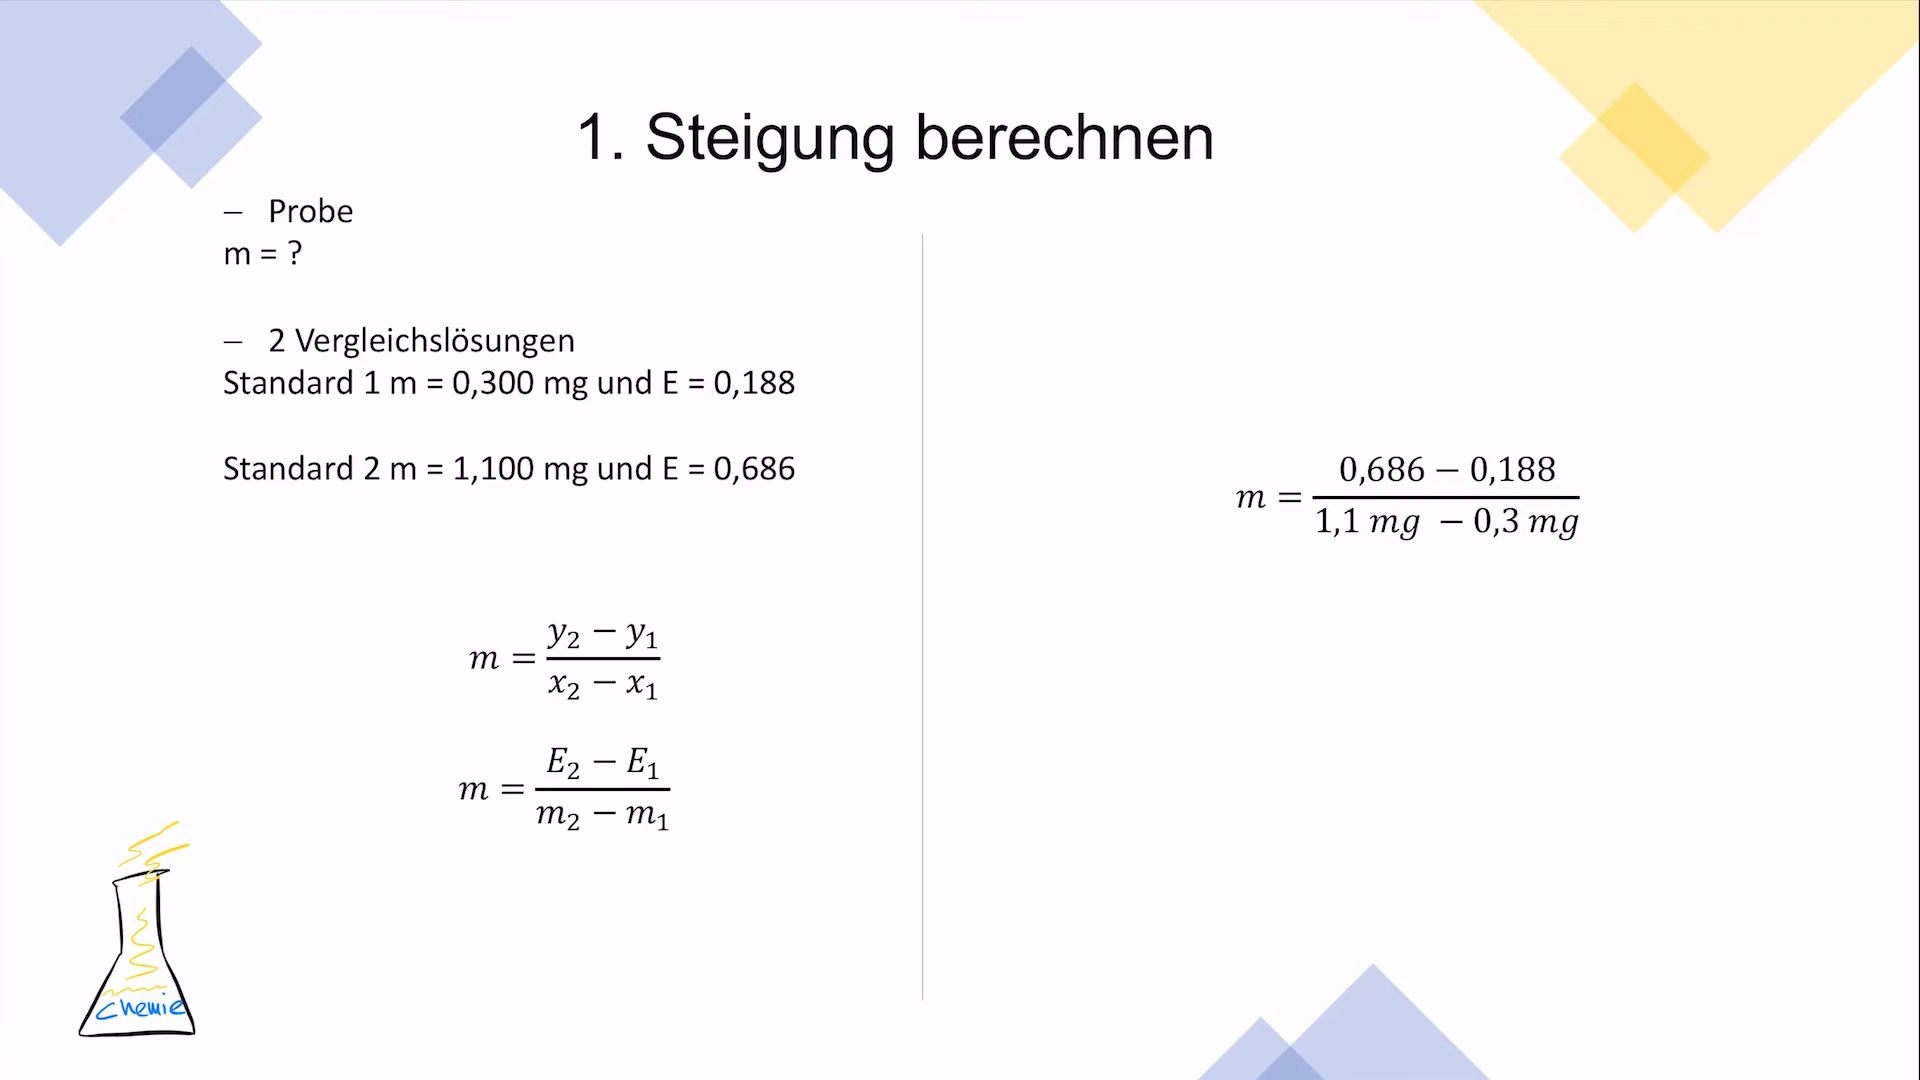 1. Steigung berechnen
– Probe
m = ?
– 2 Vergleichslösungen
Standard 1 m = 0,300 mg und E = 0,188
Standard 2 m = 1,100 mg und E = 0,686
m = (y₂ − y₁) / (x₂ − x₁)
m = (E₂ − E₁) / (m₂ − m₁)
chemie
m = (0,686 − 0,188) / (1,1 mg − 0,3 mg)